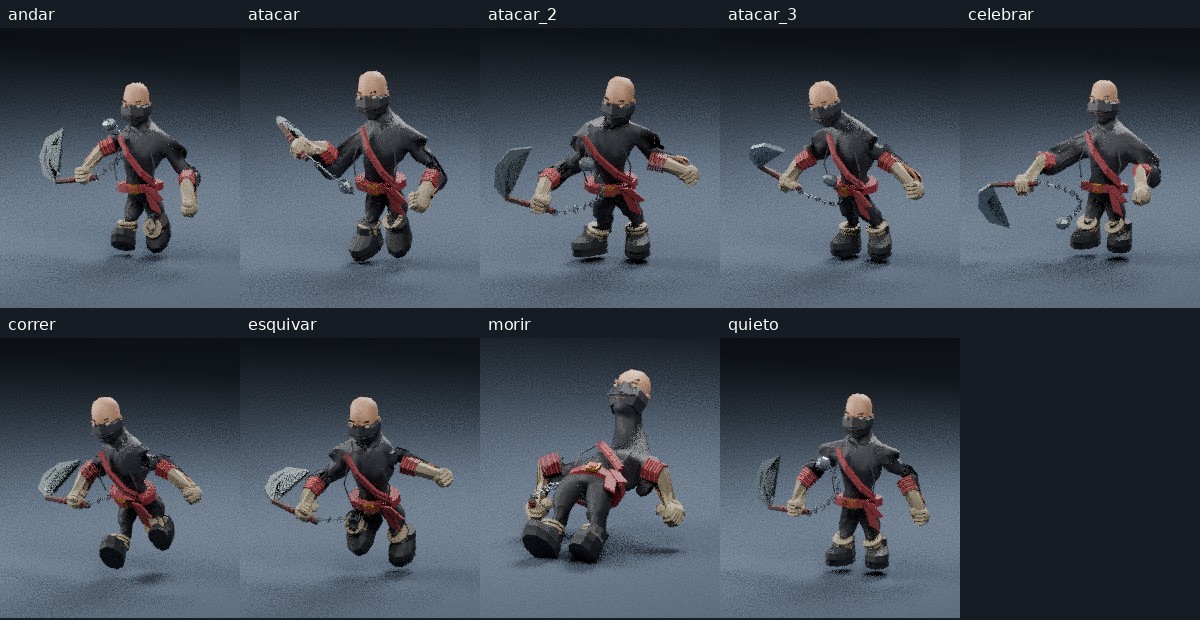 andar
atacar
atacar_2
atacar_3
celebrar
correr
esquivar
morir
quieto